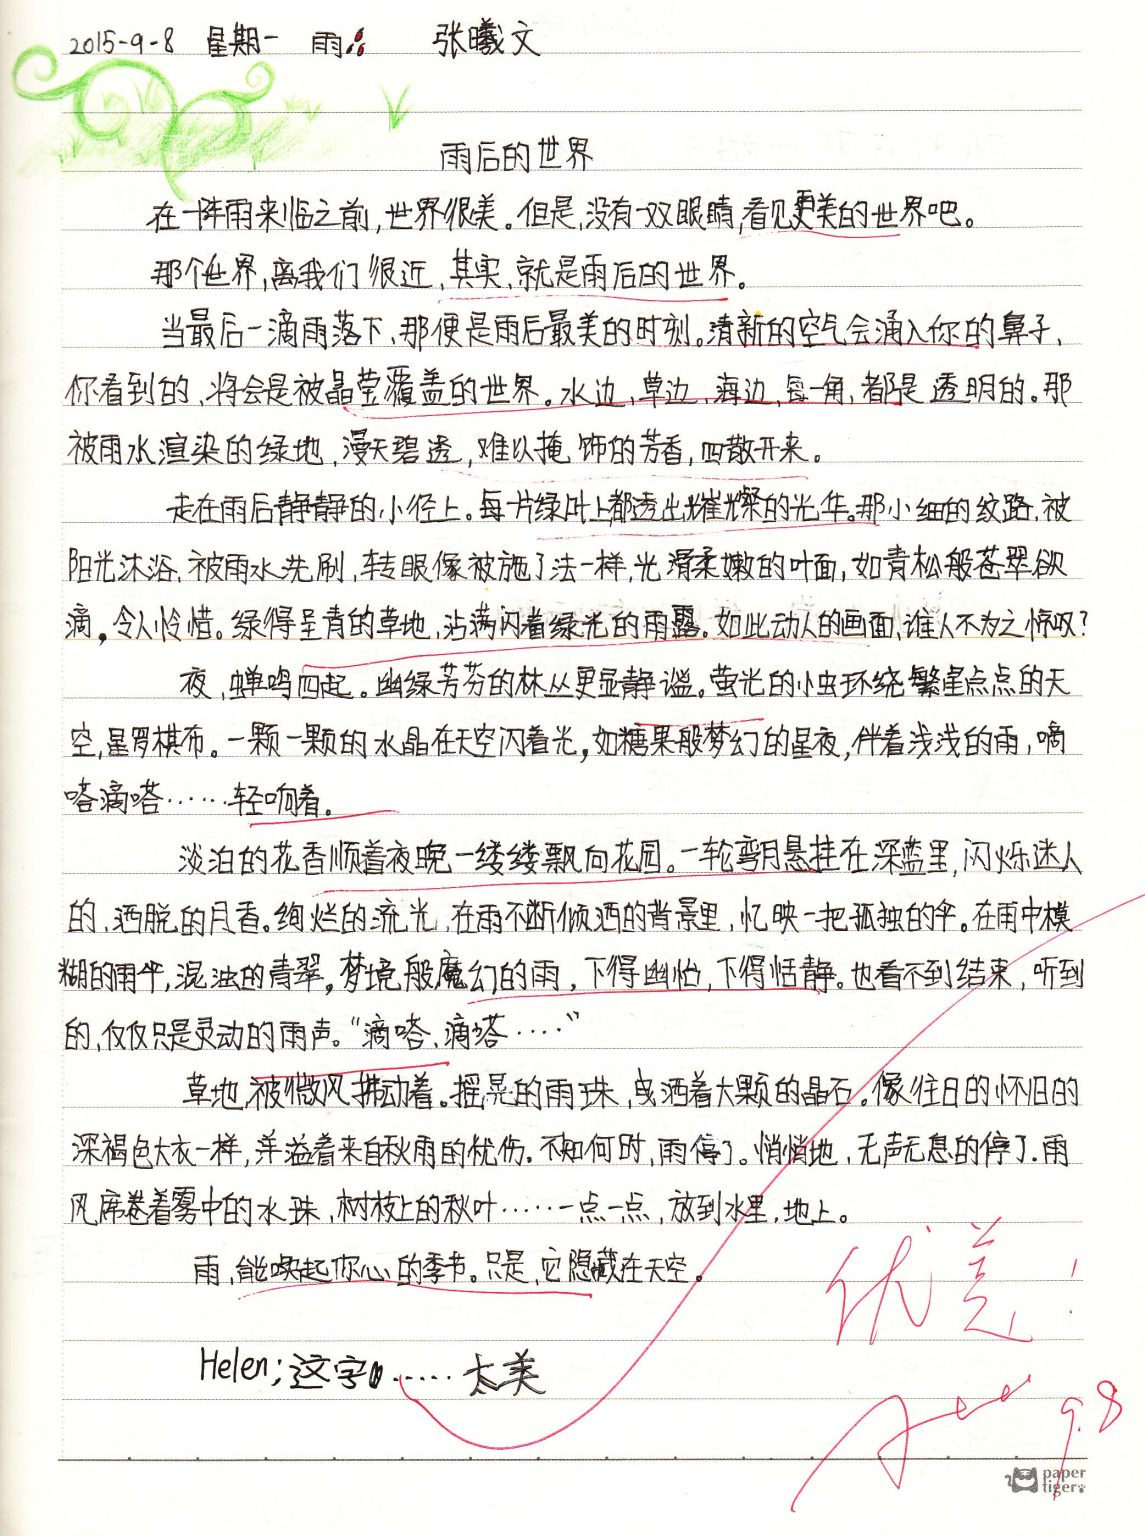 2015-9-8 星期一 雨 张曦文
雨后的世界
在一阵雨来临之前,世界很美。但是,没有一双眼睛,看见更美的世界吧。
那个世界,离我们很近,其实,就是雨后的世界。
当最后一滴雨落下,那便是雨后最美的时刻。清新的空气会涌入你的鼻子,
你看到的,将会是被晶莹覆盖的世界。水边,草边,海边,每一角,都是透明的。那
被雨水渲染的绿地,漫天碧透,难以掩饰的芳香,四散开来。
走在雨后静静的小径上。每片绿叶上都透出璀璨的光华。那小细的纹路,被
阳光沐浴,被雨水洗刷,转眼像被施了法一样,光滑柔嫩的叶面,如青松般苍翠欲
滴,令人怜惜。绿得呈青的草地,沾满闪着绿光的雨露。如此动人的画面,谁人不为之惊叹?
夜,蝉鸣四起。幽绿芳芬的林丛更显静谧。萤光的小虫环绕繁星点点的天
空,星罗棋布。一颗一颗的水晶在天空闪着光,如糖果般梦幻的星夜,伴着浅浅的雨,嘀
嗒滴嗒……轻响着。
淡泊的花香顺着夜晚一缕缕飘向花园。一轮弯月悬挂在深蓝里,闪烁迷人
的,洒脱的月香。绚烂的流光,在雨不断倾洒的背景里,忆映一把孤独的伞。在雨中模
糊的雨伞,混浊的青翠,梦境般魔幻的雨,下得幽怡,下得恬静。也看不到结束,听到
的,仅仅只是灵动的雨声。“滴嗒,滴嗒……”
草地,被微风拂动着。摇晃的雨珠,曳洒着大颗的晶石。像往日的怀旧的
深褐色大衣一样,洋溢着来自秋雨的忧伤。不知何时,雨停了。悄悄地,无声无息的停了。雨
风席卷着雾中的水珠,树枝上的秋叶……一点一点,放到水里,地上。
雨,能唤起你心的季节。只是,它隐藏在天空。
优美!
Helen;这字……太美
9.8
paper
tiger